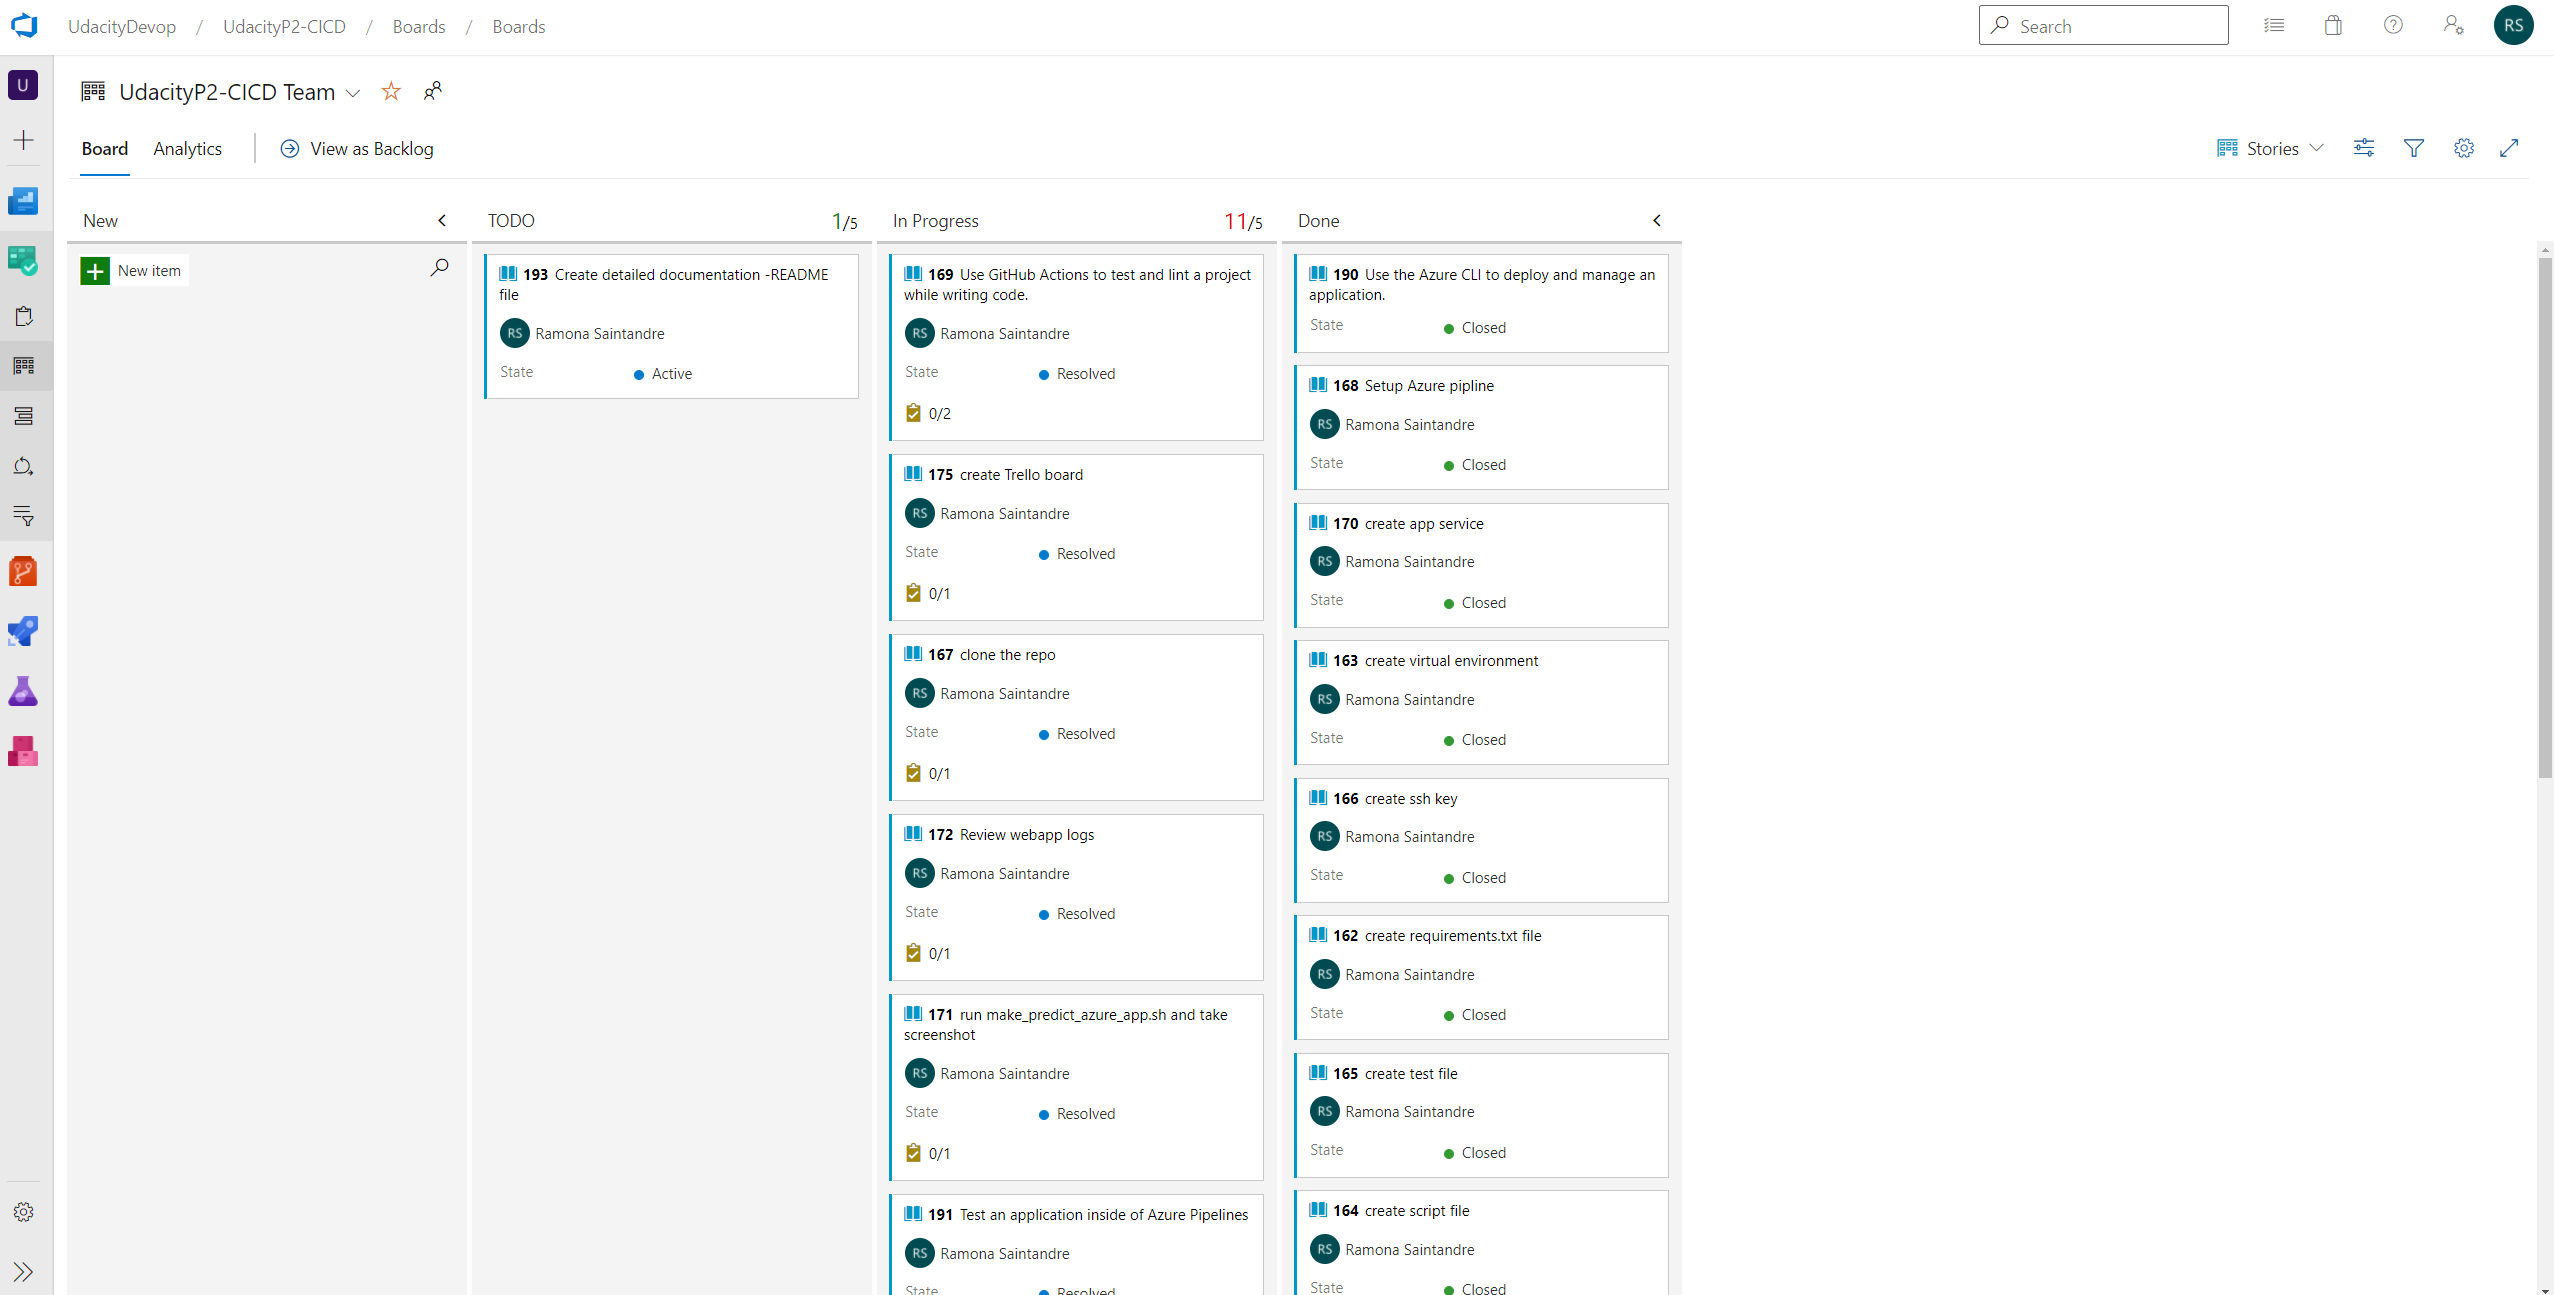 UdacityDevop / UdacityP2-CICD / Boards / Boards
Search
RS
U
UdacityP2-CICD Team
Board Analytics View as Backlog
Stories
New
New item
TODO 1/5
193 Create detailed documentation -README
file
RS Ramona Saintandre
State Active
In Progress 11/5
169 Use GitHub Actions to test and lint a project
while writing code.
RS Ramona Saintandre
State Resolved
0/2
175 create Trello board
RS Ramona Saintandre
State Resolved
0/1
167 clone the repo
RS Ramona Saintandre
State Resolved
0/1
172 Review webapp logs
RS Ramona Saintandre
State Resolved
0/1
171 run make_predict_azure_app.sh and take
screenshot
RS Ramona Saintandre
State Resolved
0/1
191 Test an application inside of Azure Pipelines
RS Ramona Saintandre
State Resolved
Done
190 Use the Azure CLI to deploy and manage an
application.
State Closed
168 Setup Azure pipline
RS Ramona Saintandre
State Closed
170 create app service
RS Ramona Saintandre
State Closed
163 create virtual environment
RS Ramona Saintandre
State Closed
166 create ssh key
RS Ramona Saintandre
State Closed
162 create requirements.txt file
RS Ramona Saintandre
State Closed
165 create test file
RS Ramona Saintandre
State Closed
164 create script file
RS Ramona Saintandre
State Closed